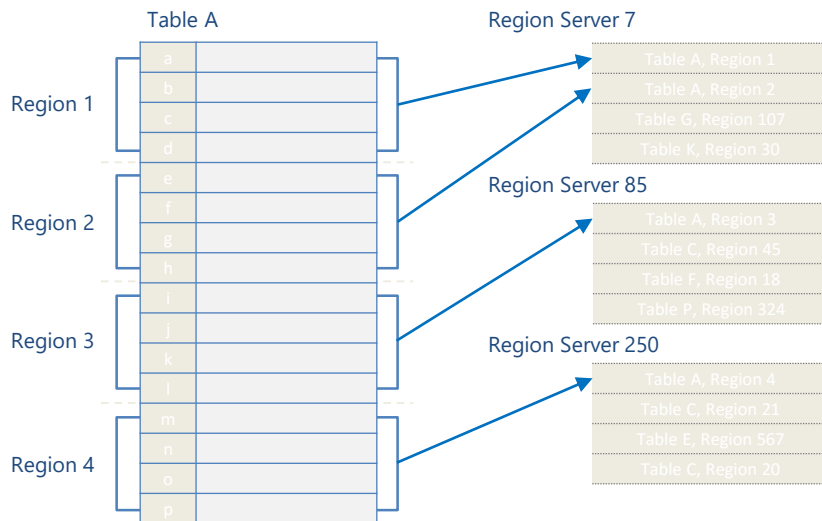 Table A
Region 1
Region 2
Region 3
Region 4
a
b
c
d
e
f
g
h
i
j
k
l
m
n
o
p
Region Server 7
Table A, Region 1
Table A, Region 2
Table G, Region 107
Table K, Region 30
Region Server 85
Table A, Region 3
Table C, Region 45
Table F, Region 18
Table P, Region 324
Region Server 250
Table A, Region 4
Table C, Region 21
Table E, Region 567
Table C, Region 20